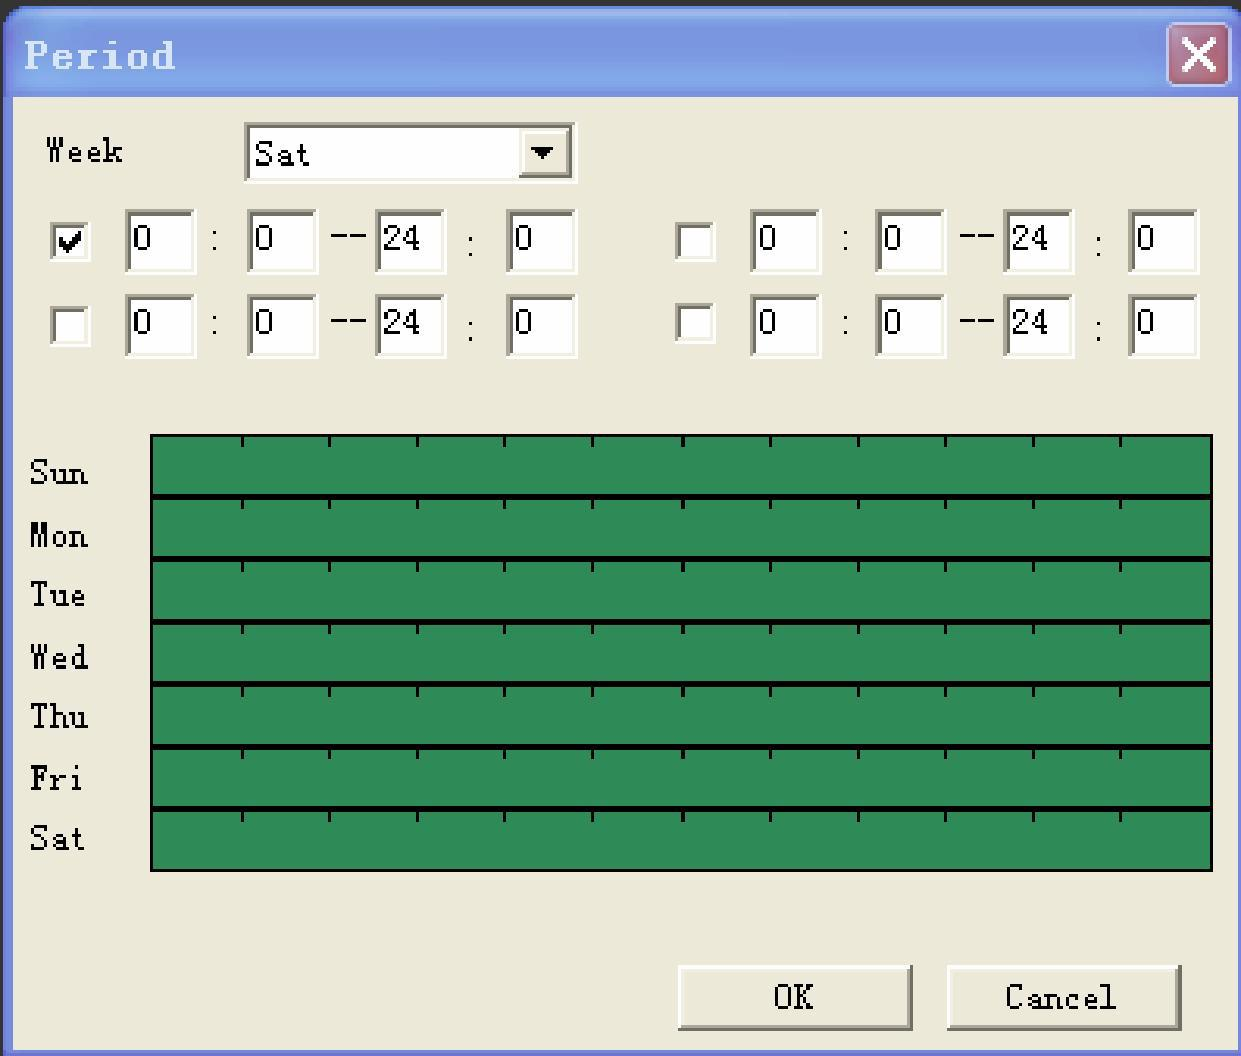 Period
Week Sat
0 : 0 -- 24 : 0 0 : 0 -- 24 : 0
0 : 0 -- 24 : 0 0 : 0 -- 24 : 0
Sun
Mon
Tue
Wed
Thu
Fri
Sat
OK Cancel